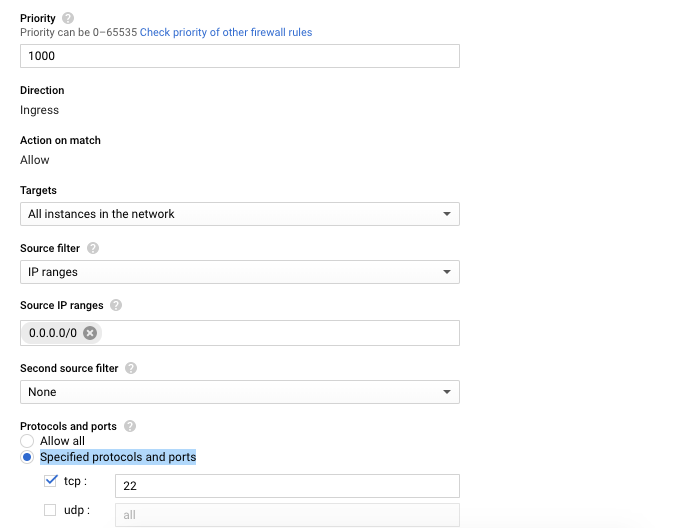 Priority
Priority can be 0–65535 Check priority of other firewall rules
1000
Direction
Ingress
Action on match
Allow
Targets
All instances in the network
Source filter
IP ranges
Source IP ranges
0.0.0.0/0
Second source filter
None
Protocols and ports
Allow all
Specified protocols and ports
tcp : 22
udp : all